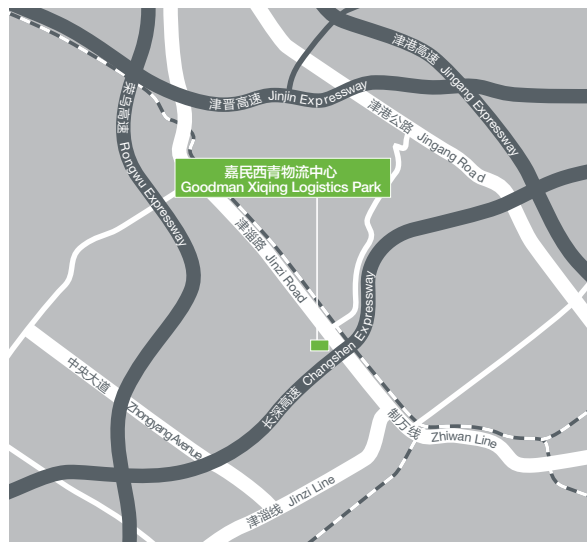 荣乌高速 Rongwu Expressway
津晋高速 Jinjin Expressway
津港高速 Jingang Expressway
津港公路 Jingang Road
嘉民西青物流中心
Goodman Xiqing Logistics Park
津淄路 Jinzi Road
长深高速 Changshen Expressway
中央大道 Zhongyang Avenue
制万线 Zhiwan Line
津淄线 Jinzi Line